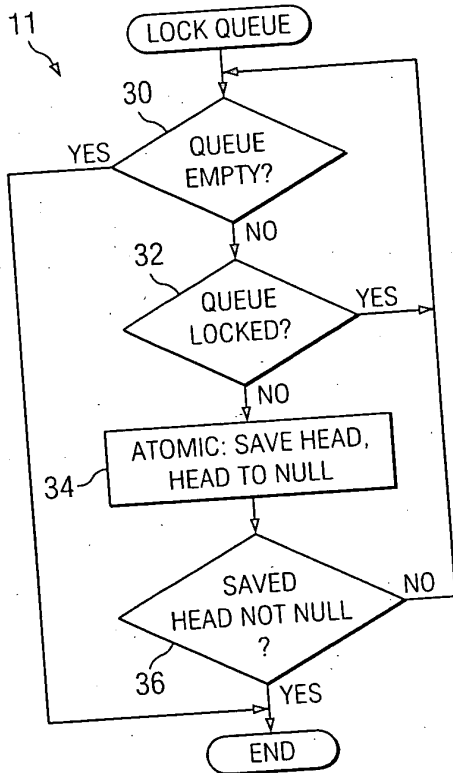 11
LOCK QUEUE
30
YES
QUEUE
EMPTY?
NO
32
QUEUE
LOCKED?
YES
NO
34
ATOMIC: SAVE HEAD,
HEAD TO NULL
SAVED
HEAD NOT NULL
?
NO
36
YES
END